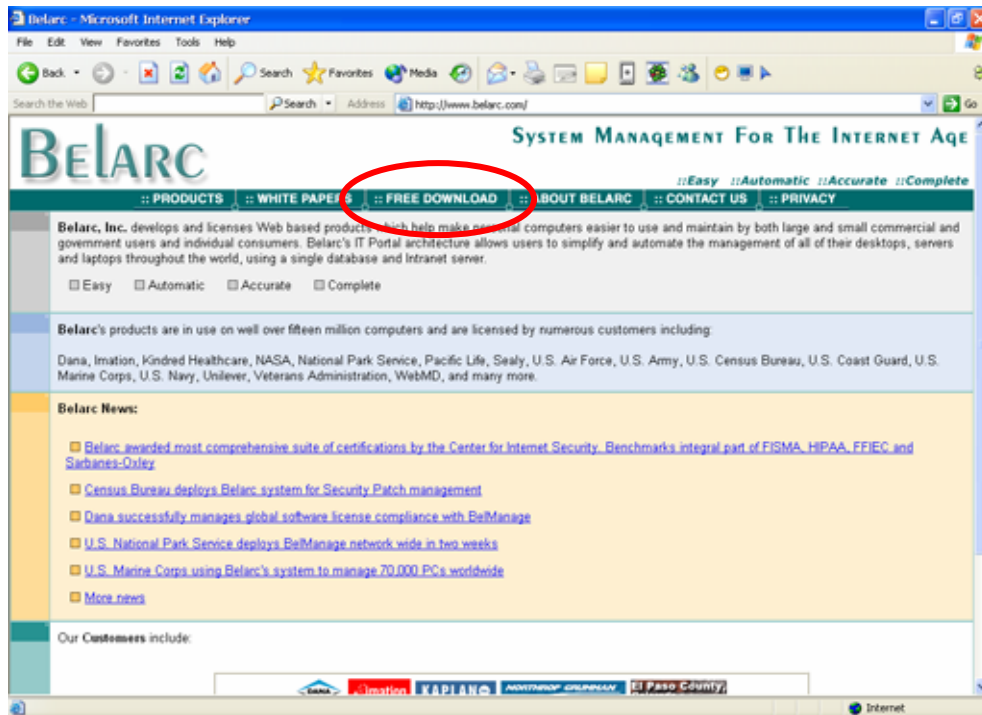 Belarc - Microsoft Internet Explorer
File Edit View Favorites Tools Help
Back Search Favorites Media
Search the Web Search Address http://www.belarc.com/ Go
BELARC
SYSTEM MANAGEMENT FOR THE INTERNET AGE
::Easy ::Automatic ::Accurate ::Complete
:: PRODUCTS :: WHITE PAPERS :: FREE DOWNLOAD :: ABOUT BELARC :: CONTACT US :: PRIVACY
Belarc, Inc. develops and licenses Web based products which help make personal computers easier to use and maintain by both large and small commercial and
government users and individual consumers. Belarc's IT Portal architecture allows users to simplify and automate the management of all of their desktops, servers
and laptops throughout the world, using a single database and Intranet server.
Easy Automatic Accurate Complete
Belarc's products are in use on well over fifteen million computers and are licensed by numerous customers including:
Dana, Imation, Kindred Healthcare, NASA, National Park Service, Pacific Life, Sealy, U.S. Air Force, U.S. Army, U.S. Census Bureau, U.S. Coast Guard, U.S.
Marine Corps, U.S. Navy, Unilever, Veterans Administration, WebMD, and many more.
Belarc News:
Belarc awarded most comprehensive suite of certifications by the Center for Internet Security. Benchmarks integral part of FISMA, HIPAA, FFIEC and
Sarbanes-Oxley
Census Bureau deploys Belarc system for Security Patch management
Dana successfully manages global software license compliance with BelManage
U.S. National Park Service deploys BelManage network wide in two weeks
U.S. Marine Corps using Belarc's system to manage 70,000 PCs worldwide
More news
Our Customers include:
DANA imation KAPLAN NORTHROP GRUMMAN El Paso County,
Internet